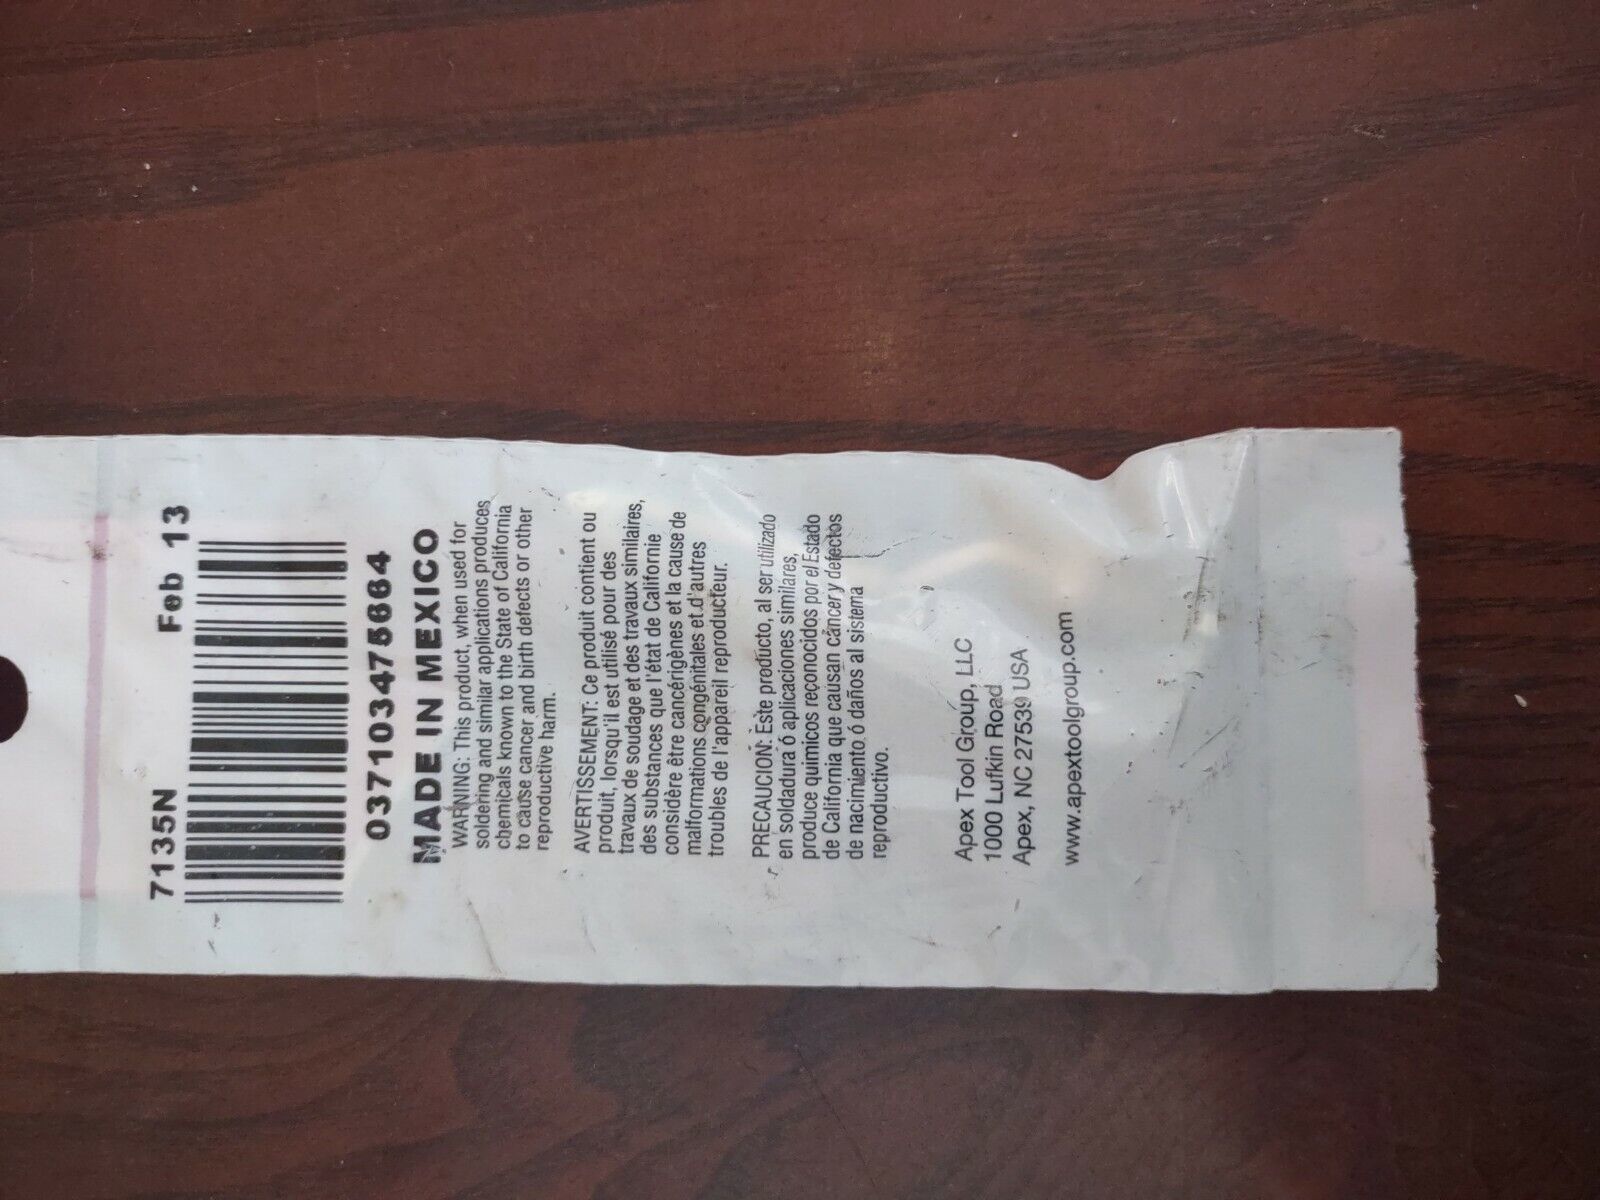 7135N Feb 13
037103475664
MADE IN MEXICO
WARNING: This product, when used for
soldering and similar applications produces
chemicals known to the State of California
to cause cancer and birth defects or other
reproductive harm.
AVERTISSEMENT: Ce produit contient ou
produit, lorsqu'il est utilisé pour des
travaux de soudage et des travaux similaires,
des substances que l'état de Californie
considère être cancérigènes et la cause de
malformations congénitales et d'autres
troubles de l'appareil reproducteur.
PRECAUCION: Este producto, al ser utilizado
en soldadura ó aplicaciones similares,
produce quimicos reconocidos por el Estado
de California que causan cáncer y defectos
de nacimiento ó daños al sistema
reproductivo.
Apex Tool Group, LLC
1000 Lufkin Road
Apex, NC 27539 USA
www.apextoolgroup.com